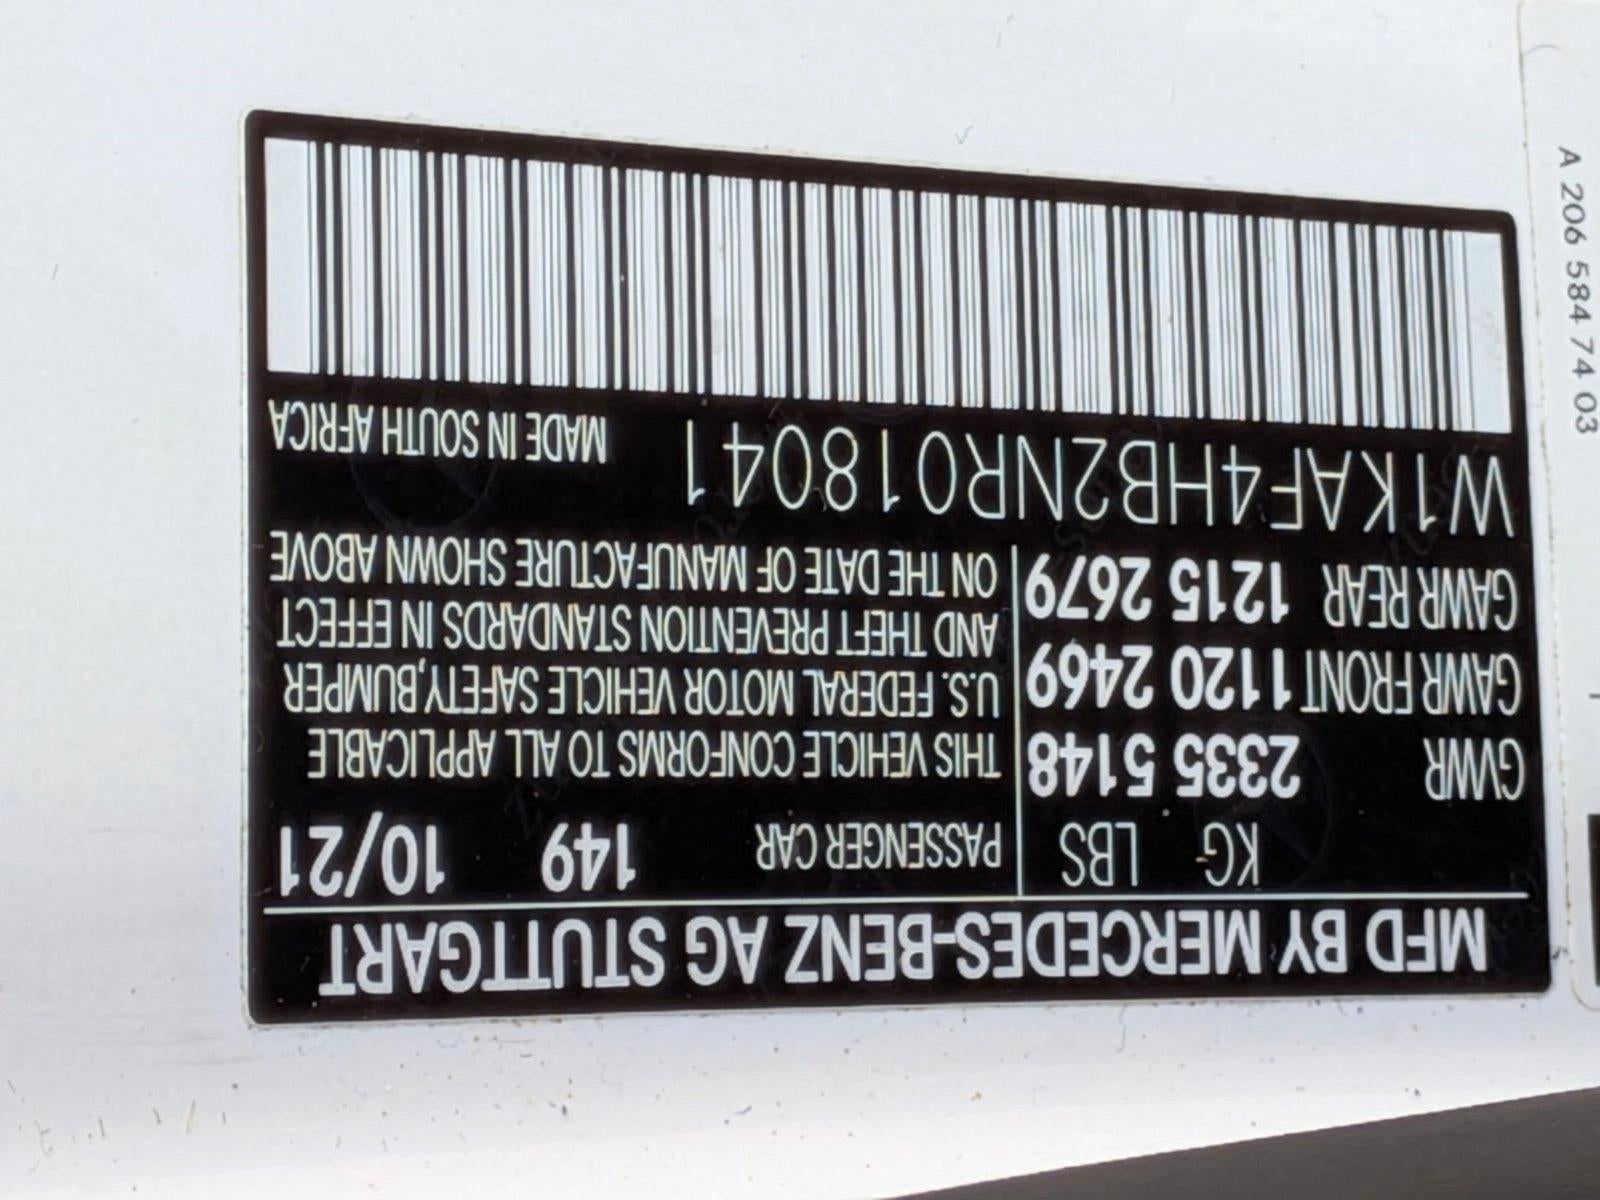 MFD BY MERCEDES-BENZ AG STUTTGART
KG LBS
GVWR 2335 5148
GAWR FRONT 1120 2469
GAWR REAR 1215 2679
PASSENGER CAR 149 10/21
THIS VEHICLE CONFORMS TO ALL APPLICABLE
U.S. FEDERAL MOTOR VEHICLE SAFETY,BUMPER
AND THEFT PREVENTION STANDARDS IN EFFECT
ON THE DATE OF MANUFACTURE SHOWN ABOVE
W1KAF4HB2NR018041 MADE IN SOUTH AFRICA
A 206 584 74 03